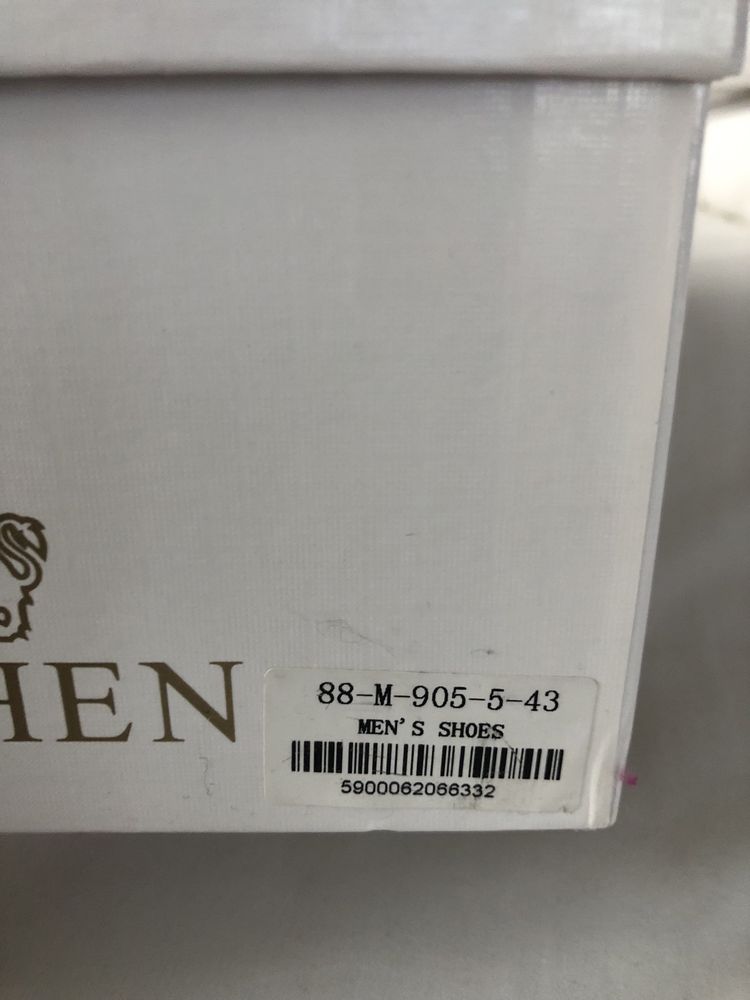 HEN
88-M-905-5-43
MEN'S SHOES
5900062066332